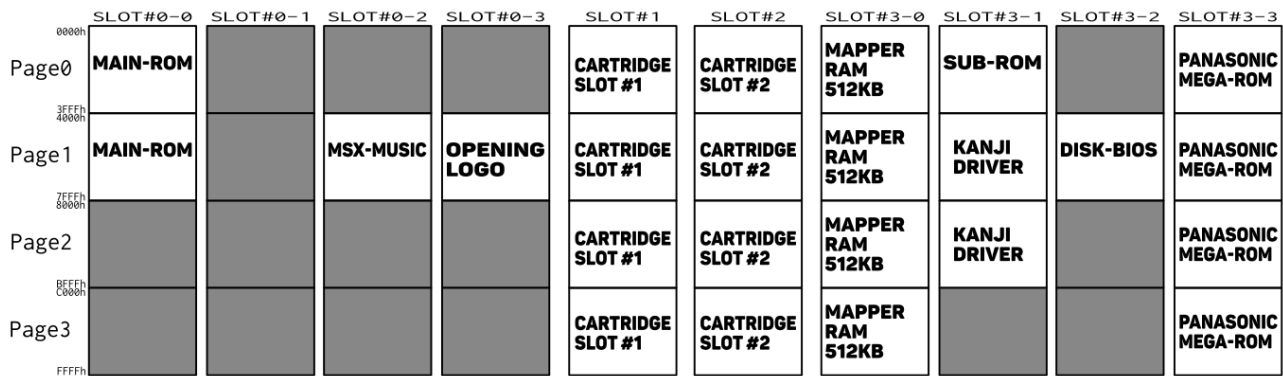 SLOT#0-0 SLOT#0-1 SLOT#0-2 SLOT#0-3 SLOT#1 SLOT#2 SLOT#3-0 SLOT#3-1 SLOT#3-2 SLOT#3-3
0000h
Page0
MAIN-ROM
CARTRIDGE
SLOT #1
CARTRIDGE
SLOT #2
MAPPER
RAM
512KB
SUB-ROM
PANASONIC
MEGA-ROM
3FFFh
4000h
Page1
MAIN-ROM
MSX-MUSIC
OPENING
LOGO
CARTRIDGE
SLOT #1
CARTRIDGE
SLOT #2
MAPPER
RAM
512KB
KANJI
DRIVER
DISK-BIOS
PANASONIC
MEGA-ROM
7FFFh
8000h
Page2
CARTRIDGE
SLOT #1
CARTRIDGE
SLOT #2
MAPPER
RAM
512KB
KANJI
DRIVER
PANASONIC
MEGA-ROM
BFFFh
C000h
Page3
CARTRIDGE
SLOT #1
CARTRIDGE
SLOT #2
MAPPER
RAM
512KB
PANASONIC
MEGA-ROM
FFFFh